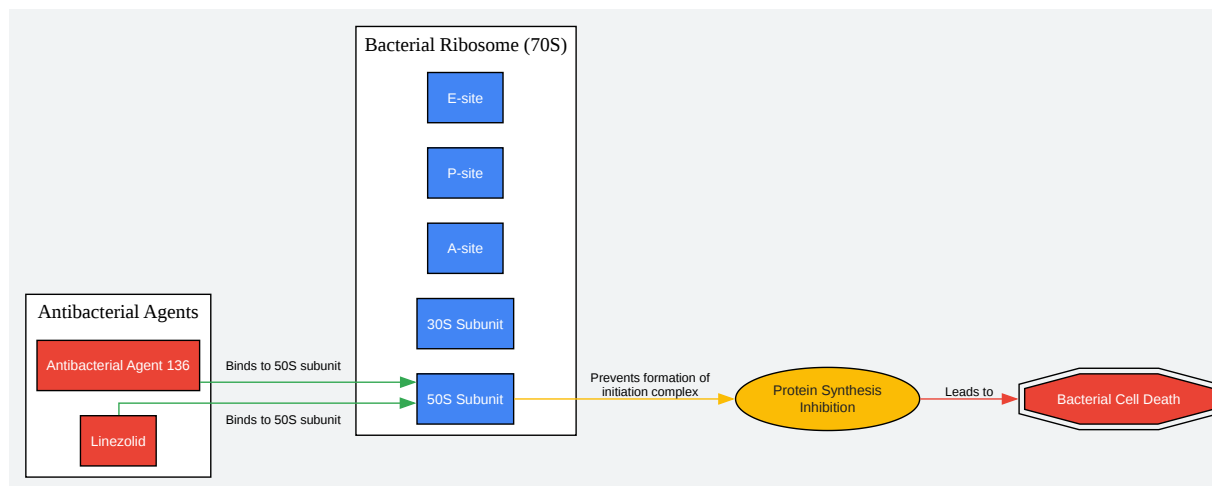 Bacterial Ribosome (70S)
E-site
P-site
A-site
30S Subunit
50S Subunit
Antibacterial Agents
Antibacterial Agent 136
Linezolid
Binds to 50S subunit
Binds to 50S subunit
Prevents formation of
initiation complex
Protein Synthesis
Inhibition
Leads to
Bacterial Cell Death